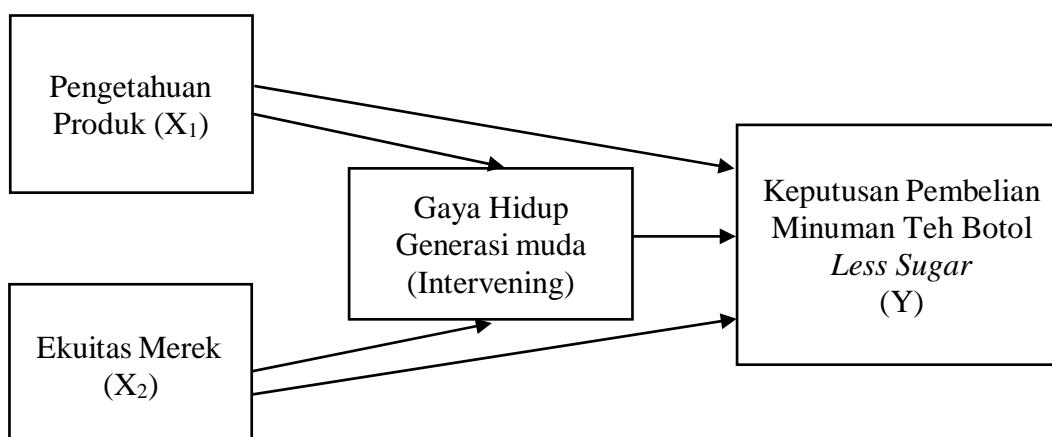 Pengetahuan
Produk (X₁)
Gaya Hidup
Generasi muda
(Intervening)
Keputusan Pembelian
Minuman Teh Botol
Less Sugar
(Y)
Ekuitas Merek
(X₂)